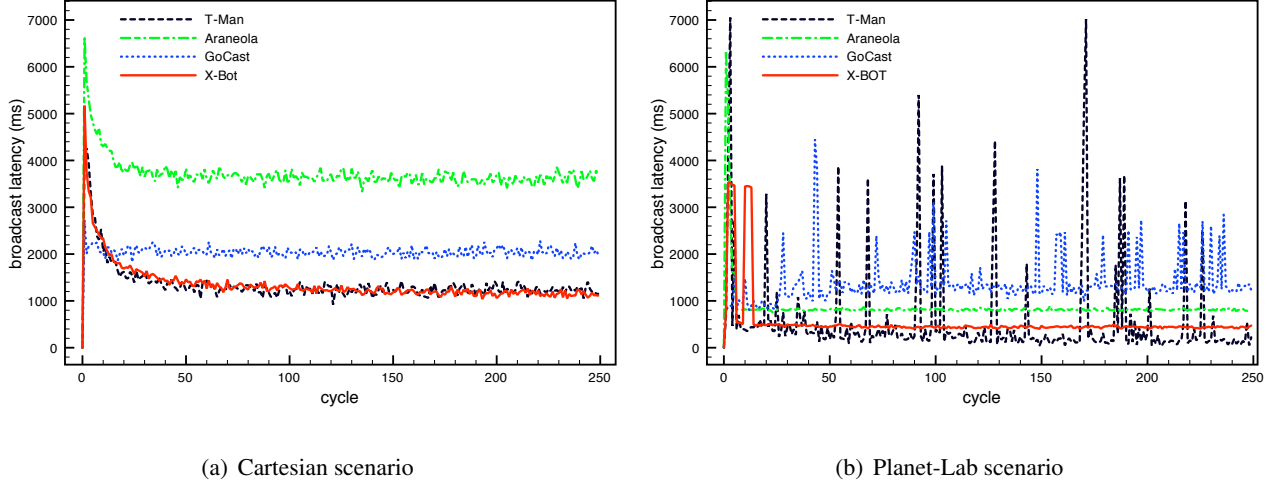 7000
6000
5000
4000
3000
2000
1000
0
broadcast latency (ms)
T-Man
Araneola
GoCast
X-Bot
0 50 100 150 200 250
cycle
(a) Cartesian scenario
7000
6000
5000
4000
3000
2000
1000
0
broadcast latency (ms)
T-Man
Araneola
GoCast
X-BOT
0 50 100 150 200 250
cycle
(b) Planet-Lab scenario